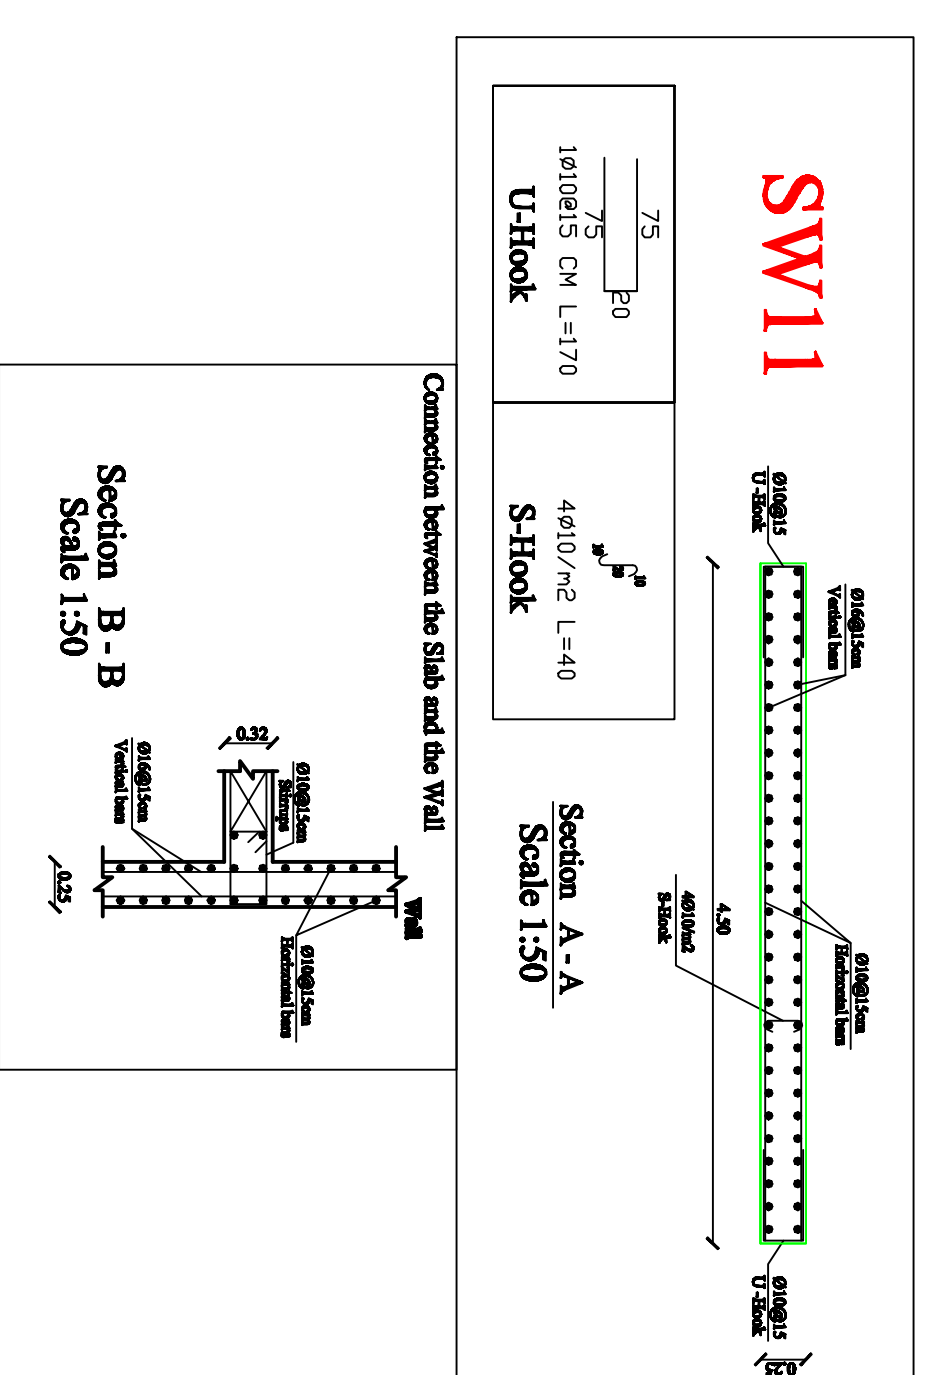 SW11
75
20
75
1Ø10@15 CM L=170
U-Hook
10
20
10
4Ø10/m2 L=40
S-Hook
Ø10@15
U-Hook
Ø16@15cm
Vertical bars
Ø10@15cm
Horizontal bars
4.50
4Ø10/m2
S-Hook
Ø10@15
U-Hook
0.25
Section A-A
Scale 1:50
Connection between the Slab and the Wall
Wall
Ø10@15cm
Stirrups
Ø10@15cm
Horizontal bars
0.32
Ø16@15cm
Vertical bars
0.25
Section B-B
Scale 1:50